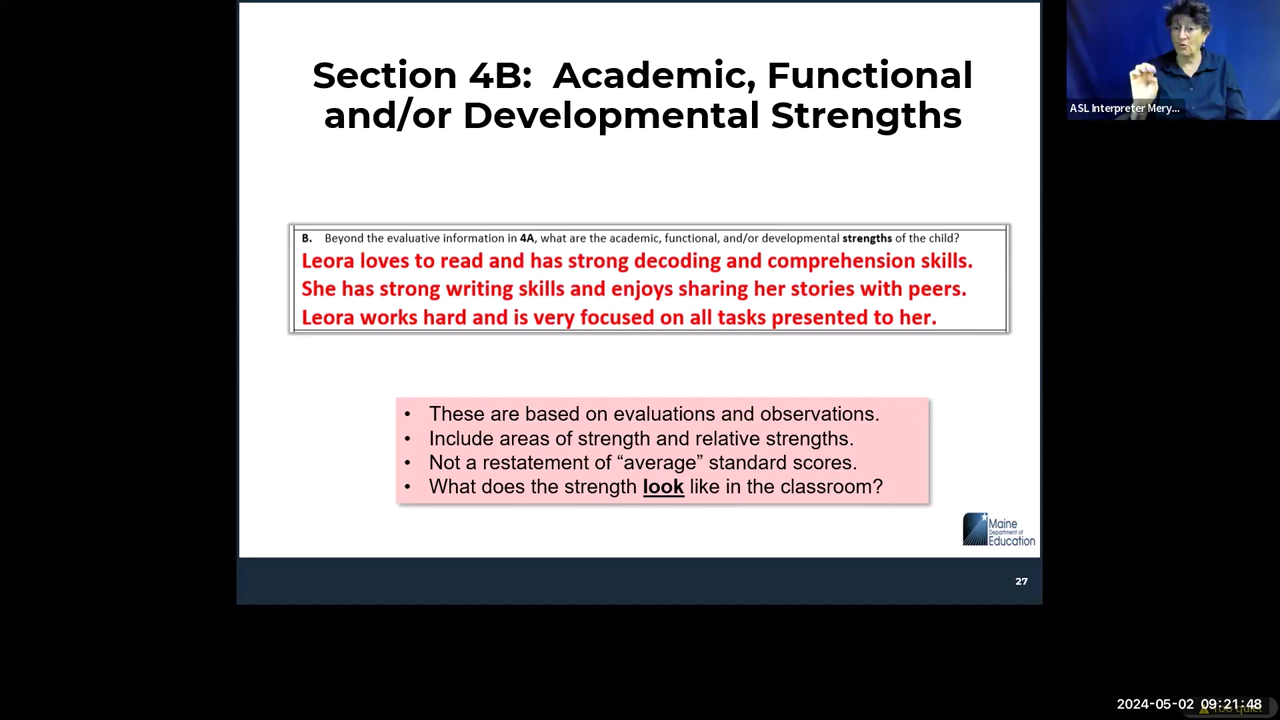 Section 4B:  Academic, Functional
and/or Developmental Strengths
ASL Interpreter Mery...
B. Beyond the evaluative information in 4A, what are the academic, functional, and/or developmental strengths of the child?
Leora loves to read and has strong decoding and comprehension skills.
She has strong writing skills and enjoys sharing her stories with peers.
Leora works hard and is very focused on all tasks presented to her.
• These are based on evaluations and observations.
• Include areas of strength and relative strengths.
• Not a restatement of “average” standard scores.
• What does the strength look like in the classroom?
Maine
Department of
Education
27
2024-05-02 09:21:48